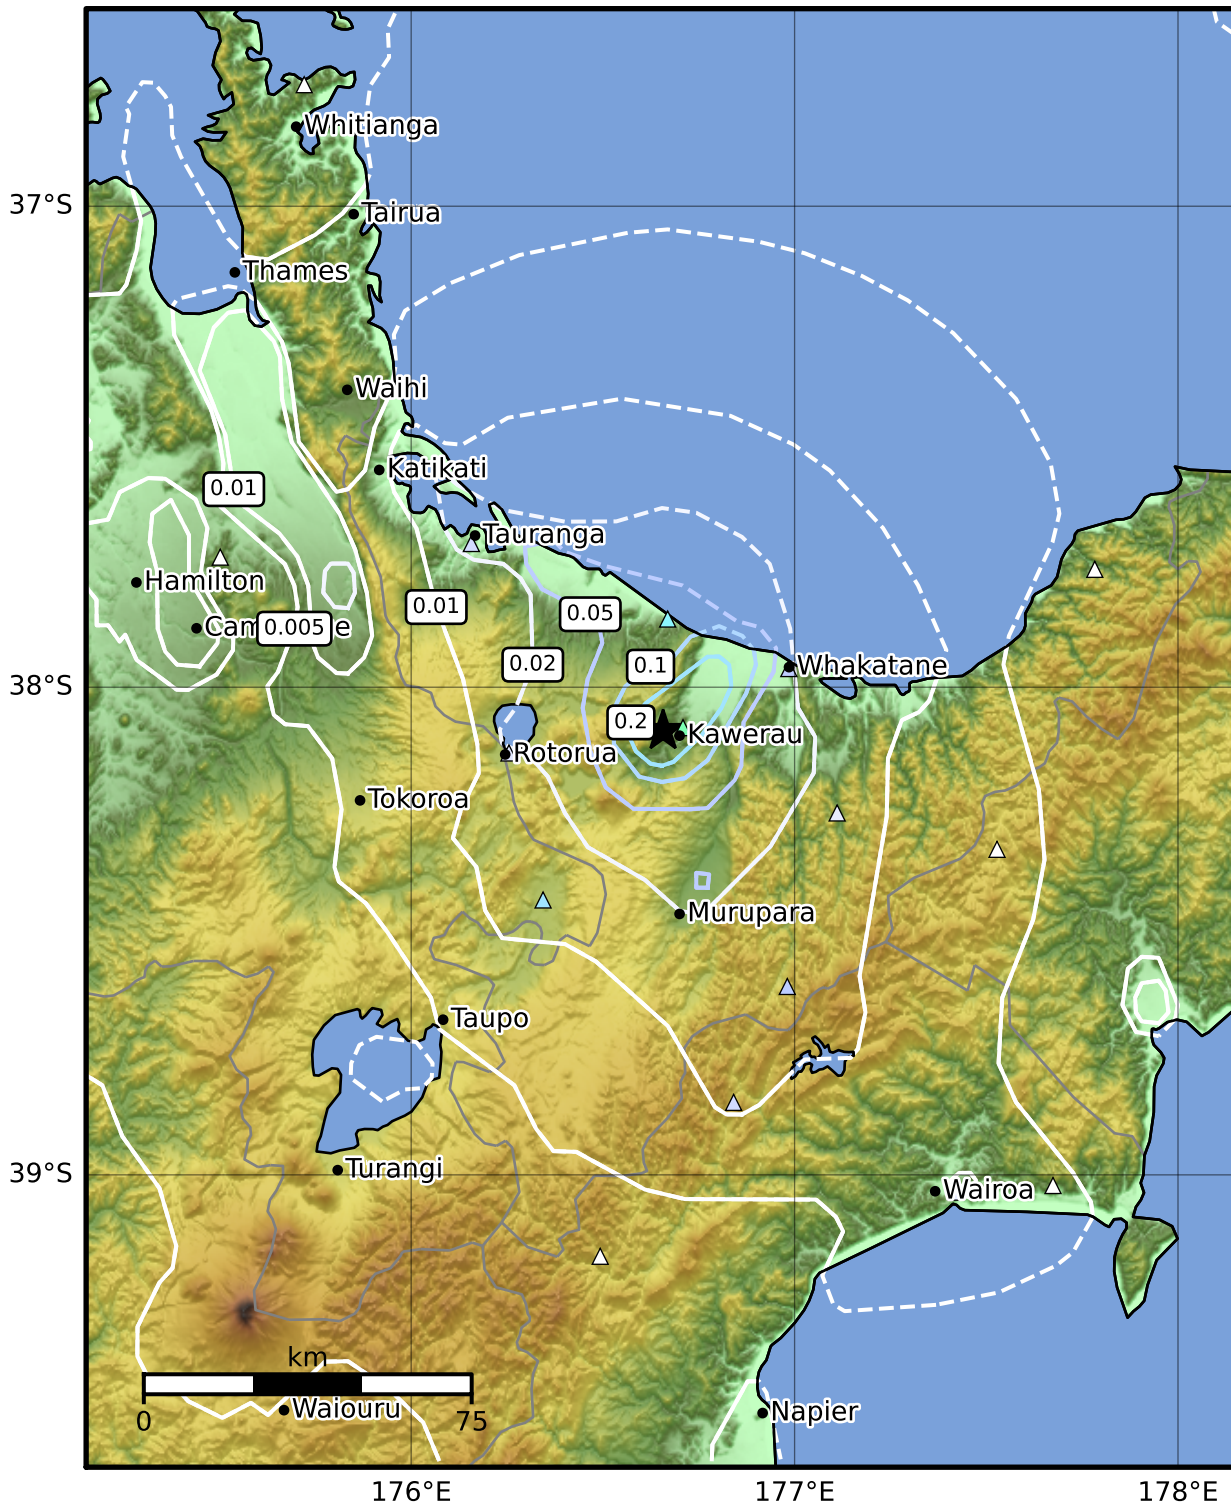 Whitianga
37°S
Tairua
Thames
Waihi
Katikati
0.01
Tauranga
Hamilton
0.01
0.05
0.005
0.02
0.1
Whakatane
38°S
0.2
Kawerau
Rotorua
Tokoroa
Murupara
Taupo
39°S
Turangi
Wairoa
km
0
75
Waiouru
Napier
176°E
177°E
178°E